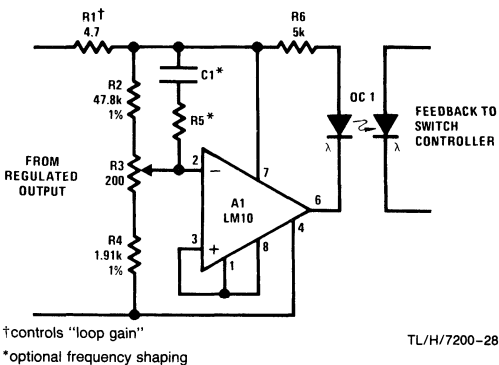 R1†
4.7
R6
5k
R2
47.8k
1%
C1*
OC 1
R5*
FEEDBACK TO
SWITCH
CONTROLLER
λ
λ
FROM
REGULATED
OUTPUT
R3
200
2
−
7
A1
LM10
6
4
3
+
1
8
R4
1.91k
1%
†controls "loop gain"
*optional frequency shaping
TL/H/7200–28